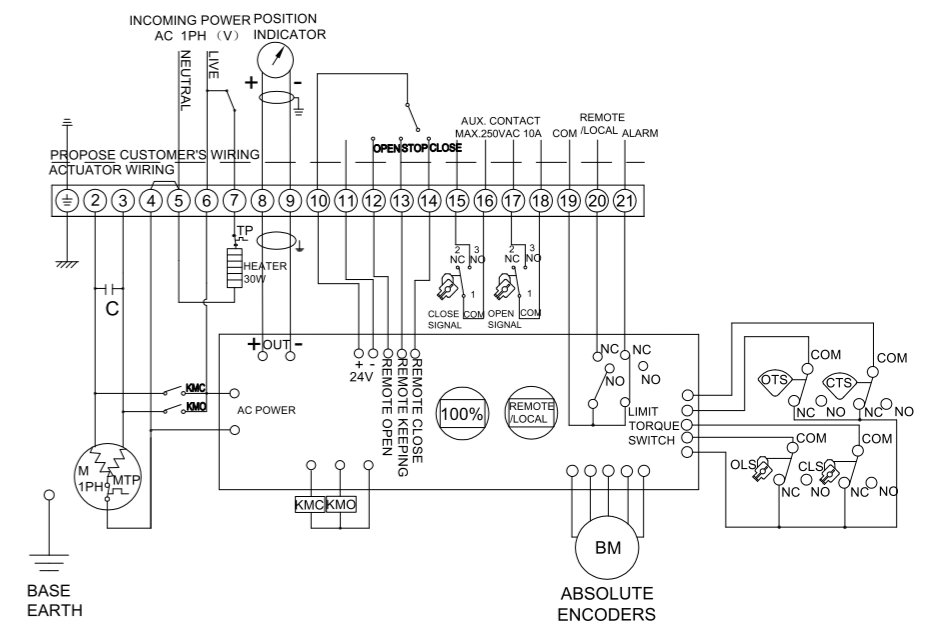 INCOMING POWER
AC 1PH （V）
POSITION
INDICATOR
NEUTRAL
LIVE
+ -
AUX. CONTACT
MAX.250VAC 10A
COM
REMOTE
/LOCAL
ALARM
OPEN STOP CLOSE
PROPOSE CUSTOMER'S WIRING
ACTUATOR WIRING
2 3 4 5 6 7 8 9 10 11 12 13 14 15 16 17 18 19 20 21
TP
HEATER
30W
C
2 3
NC NO
1
CLOSE COM
SIGNAL
2 3
NC NO
1
OPEN COM
SIGNAL
+OUT -
+ -
24V
REMOTE OPEN
REMOTE KEEPING
REMOTE CLOSE
NC NC
NO NO
KMC
KMO
AC POWER
100%
REMOTE
/LOCAL
LIMIT
TORQUE
SWITCH
COM COM
OTS CTS
NC NO NC NO
COM COM
OLS CLS
NC NO NC NO
M
1PH
MTP
KMC KMO
BM
BASE
EARTH
ABSOLUTE
ENCODERS